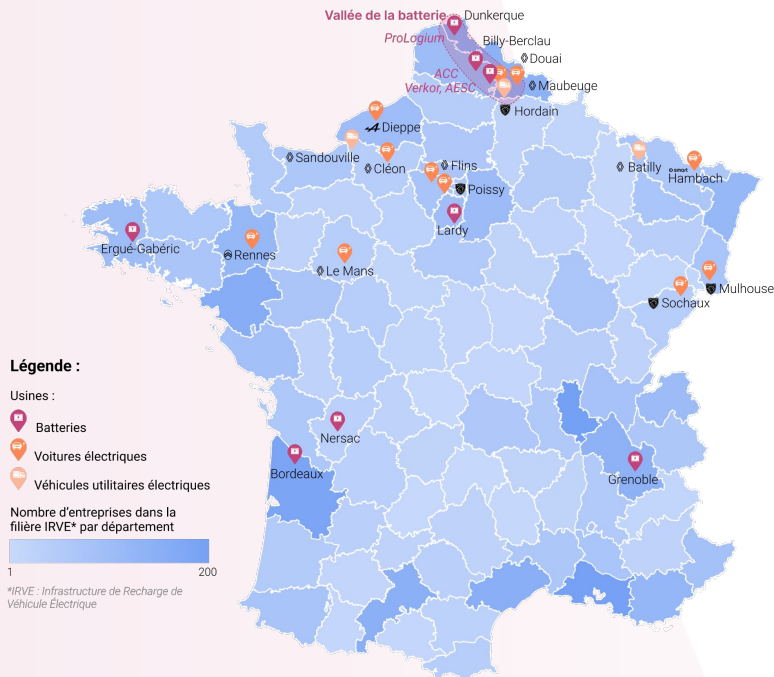 Vallée de la batterie
Dunkerque
ProLogium
Billy-Berclau
Douai
ACC
Verkor, AESC
Maubeuge
Hordain
Dieppe
Sandouville
Cléon
Flins
Poissy
Batilly
smart
Hambach
Lardy
Ergué-Gabéric
Rennes
Le Mans
Mulhouse
Sochaux
Légende :
Usines :
Batteries
Voitures électriques
Véhicules utilitaires électriques
Nersac
Bordeaux
Grenoble
Nombre d'entreprises dans la
filière IRVE* par département
1
200
*IRVE : Infrastructure de Recharge de
Véhicule Électrique